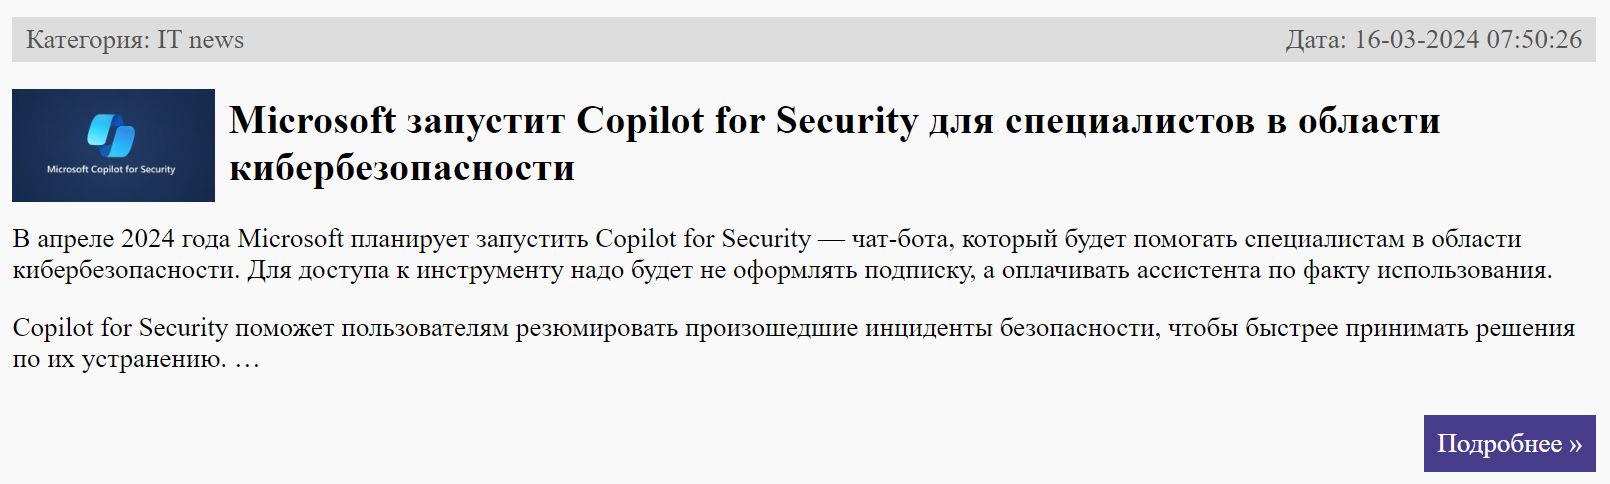 Категория: IT news
Дата: 16-03-2024 07:50:26
Microsoft Copilot for Security
Microsoft запустит Copilot for Security для специалистов в области
кибербезопасности
В апреле 2024 года Microsoft планирует запустить Copilot for Security — чат-бота, который будет помогать специалистам в области
кибербезопасности. Для доступа к инструменту надо будет не оформлять подписку, а оплачивать ассистента по факту использования.
Copilot for Security поможет пользователям резюмировать произошедшие инциденты безопасности, чтобы быстрее принимать решения
по их устранению. …
Подробнее »